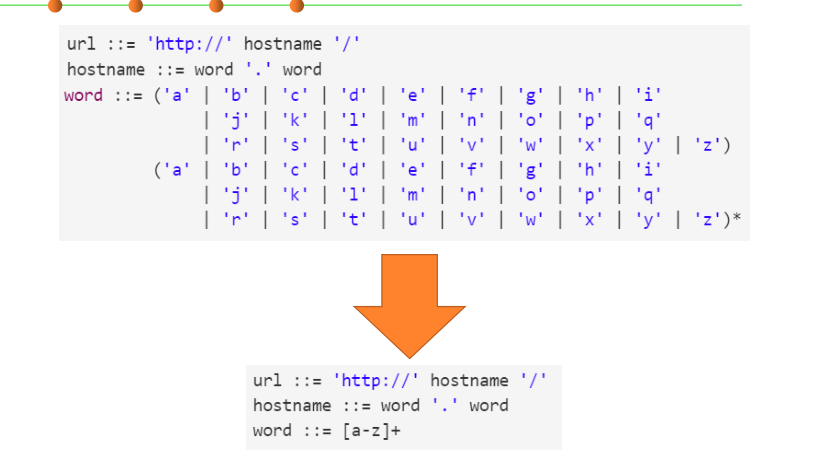 url ::= 'http://' hostname '/'
hostname ::= word '.' word
word ::= ('a' | 'b' | 'c' | 'd' | 'e' | 'f' | 'g' | 'h' | 'i'
| 'j' | 'k' | 'l' | 'm' | 'n' | 'o' | 'p' | 'q'
| 'r' | 's' | 't' | 'u' | 'v' | 'w' | 'x' | 'y' | 'z')
('a' | 'b' | 'c' | 'd' | 'e' | 'f' | 'g' | 'h' | 'i'
| 'j' | 'k' | 'l' | 'm' | 'n' | 'o' | 'p' | 'q'
| 'r' | 's' | 't' | 'u' | 'v' | 'w' | 'x' | 'y' | 'z')*
url ::= 'http://' hostname '/'
hostname ::= word '.' word
word ::= [a-z]+